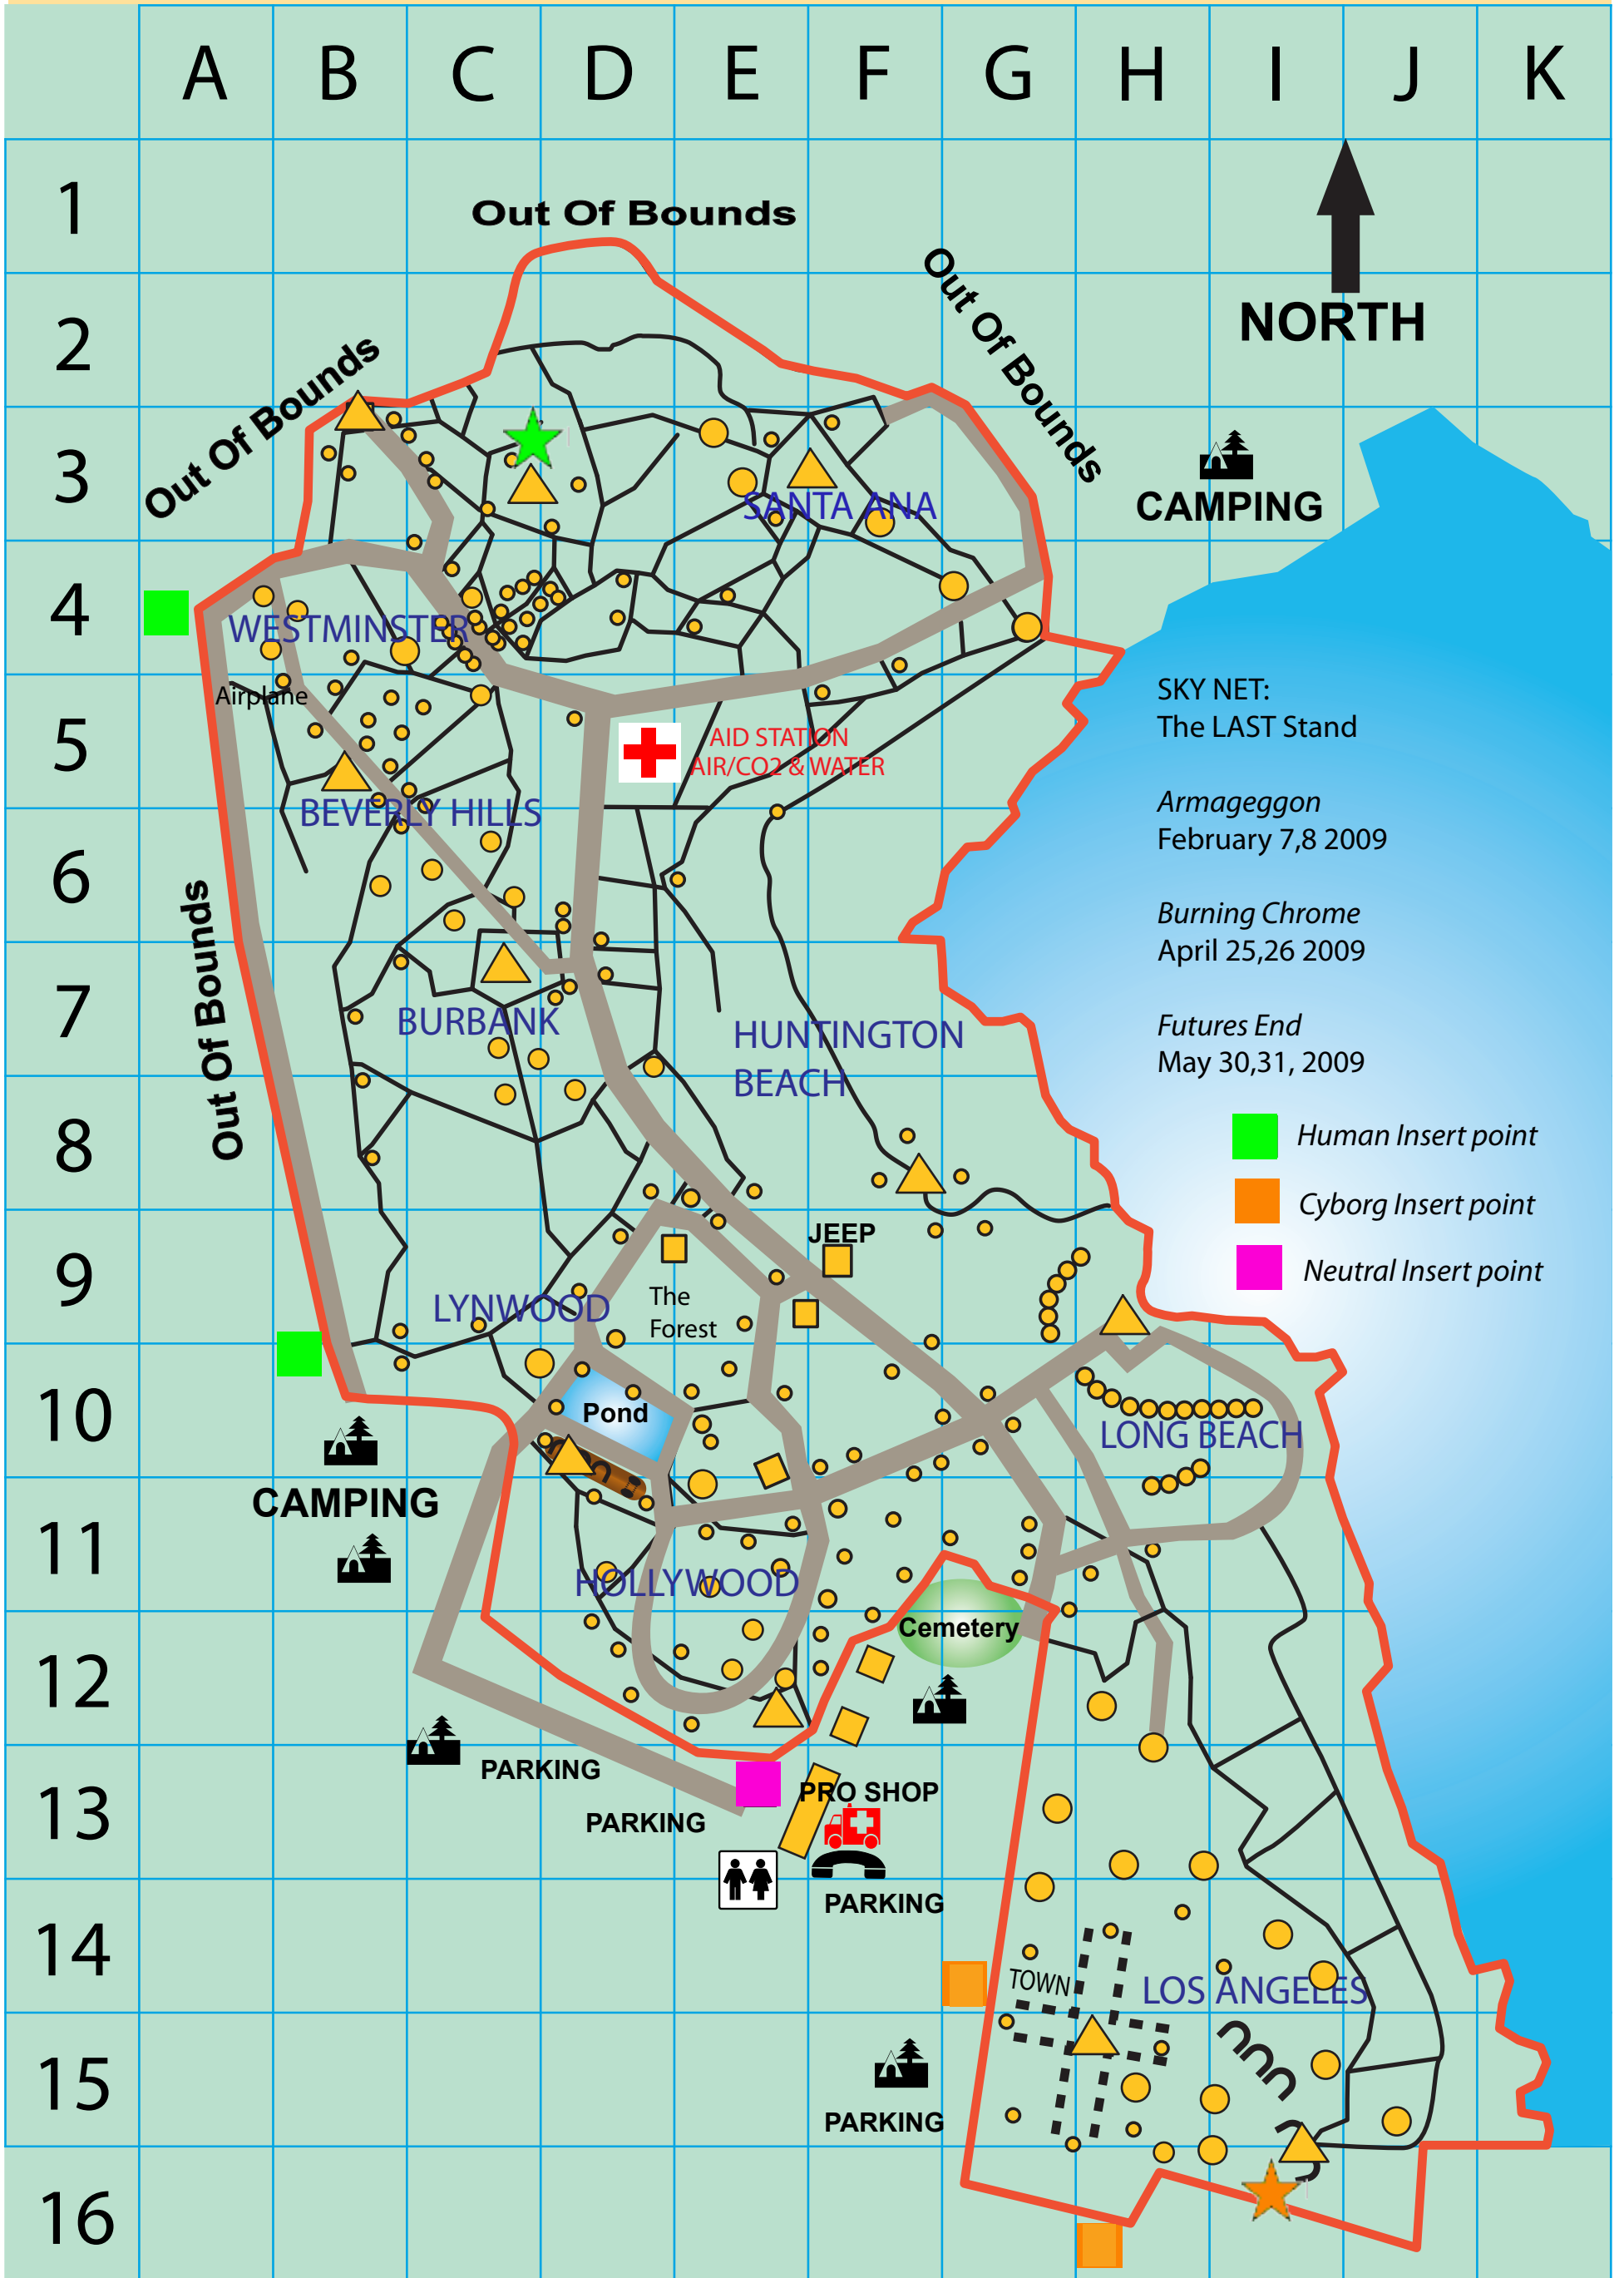 A B C D E F G H I J K
1
Out Of Bounds
Out Of Bounds
NORTH
2
Out Of Bounds
3
SANTA ANA
CAMPING
4
WESTMINSTER
Airplane
SKY NET:
The LAST Stand
5
AID STATION
AIR/CO2 & WATER
Armageggon
February 7,8 2009
BEVERLY HILLS
6
Out Of Bounds
Burning Chrome
April 25,26 2009
7
BURBANK
HUNTINGTON
BEACH
Futures End
May 30,31, 2009
8
Human Insert point
Cyborg Insert point
JEEP
9
Neutral Insert point
LYNWOOD
The
Forest
10
Pond
LONG BEACH
CAMPING
11
HOLLYWOOD
Cemetery
12
PARKING
13
PRO SHOP
PARKING
PARKING
14
TOWN
LOS ANGELES
15
PARKING
16